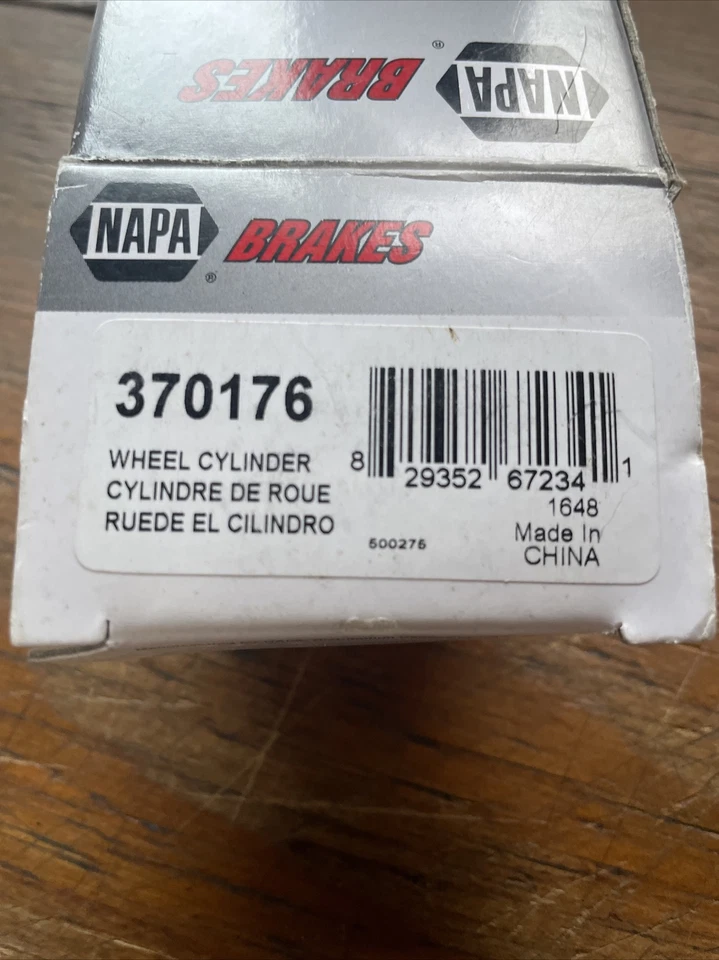 BRAKES ® NAPA
NAPA ® BRAKES
370176
WHEEL CYLINDER
CYLINDRE DE ROUE
RUEDE EL CILINDRO
8 29352 67234 1
1648
500275
Made In
CHINA